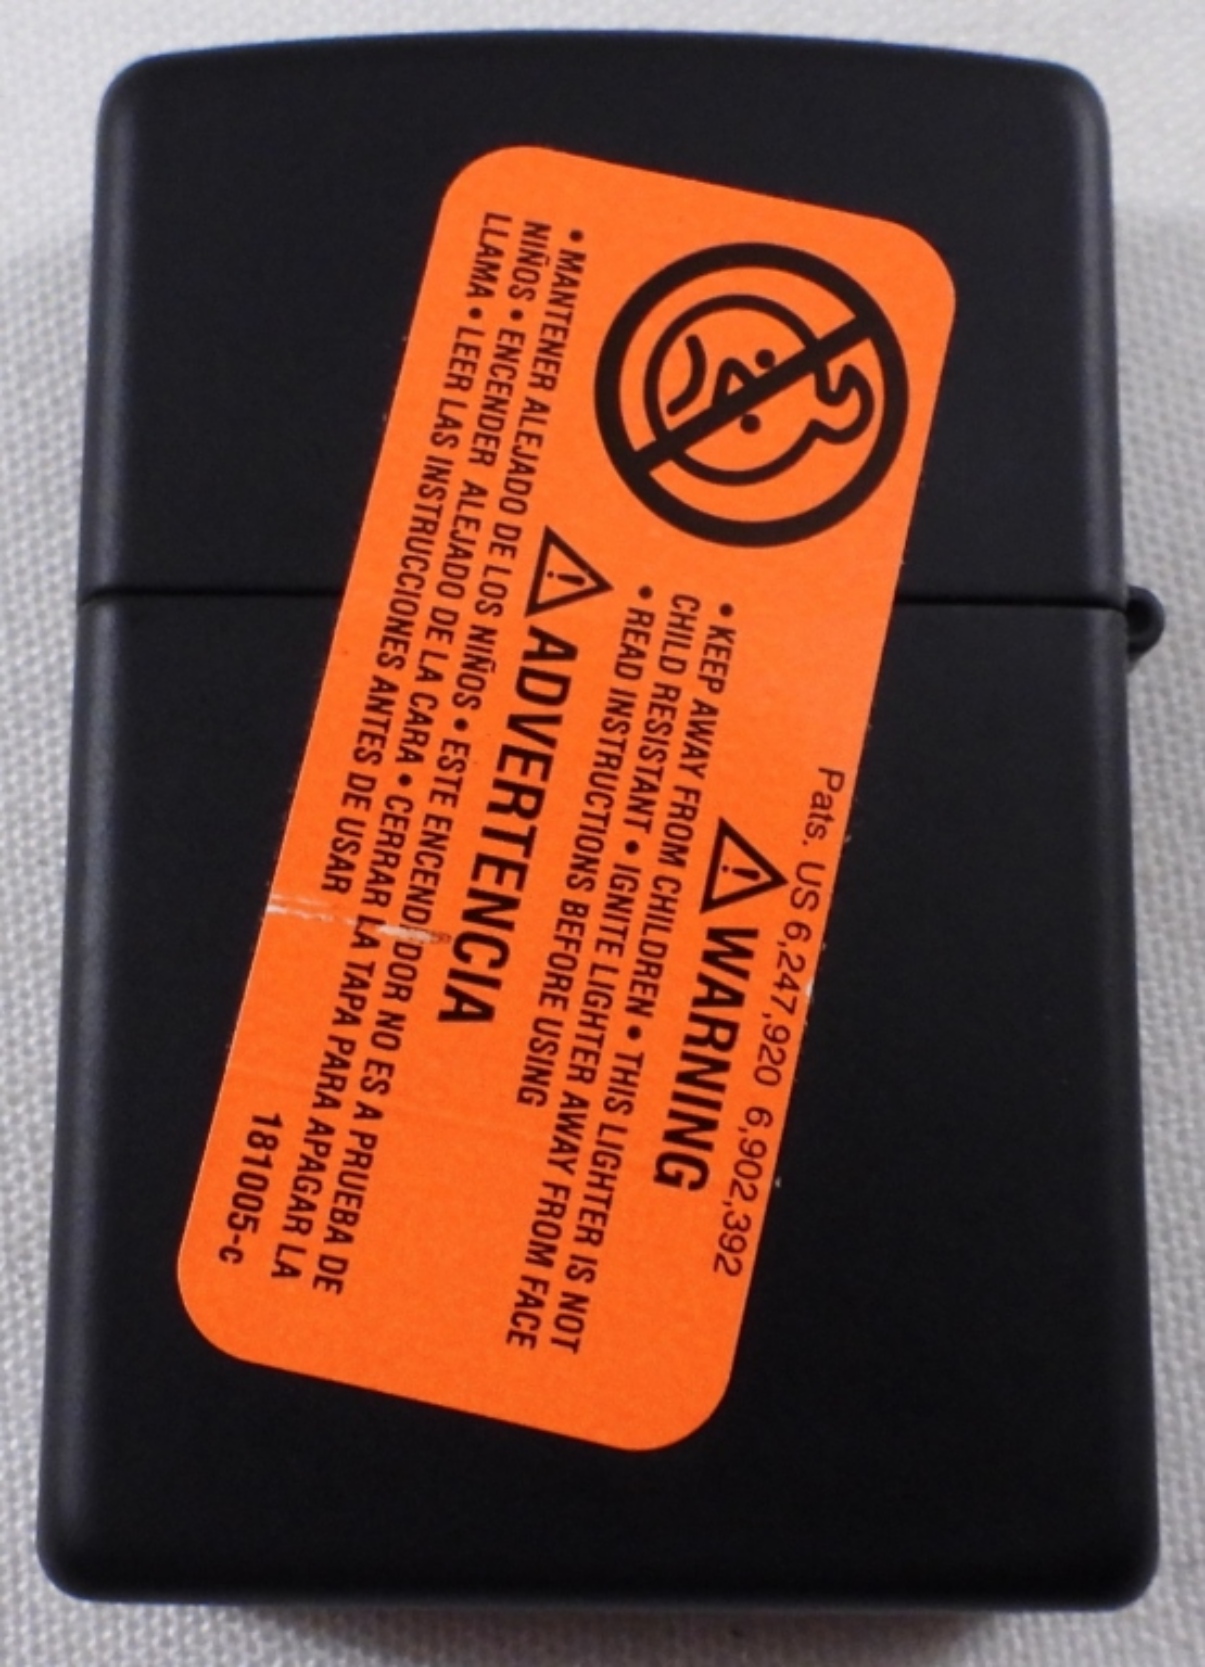 Pats. US 6,247,920 6,902,392
WARNING
• KEEP AWAY FROM CHILDREN • THIS LIGHTER IS NOT
CHILD RESISTANT • IGNITE LIGHTER AWAY FROM FACE
• READ INSTRUCTIONS BEFORE USING
ADVERTENCIA
• MANTENER ALEJADO DE LOS NIÑOS • ESTE ENCENDIDOR NO ES A PRUEBA DE
NIÑOS • ENCENDER ALEJADO DE LA CARA • CERRAR LA TAPA PARA APAGAR LA
LLAMA • LEER LAS INSTRUCCIONES ANTES DE USAR
181005-c